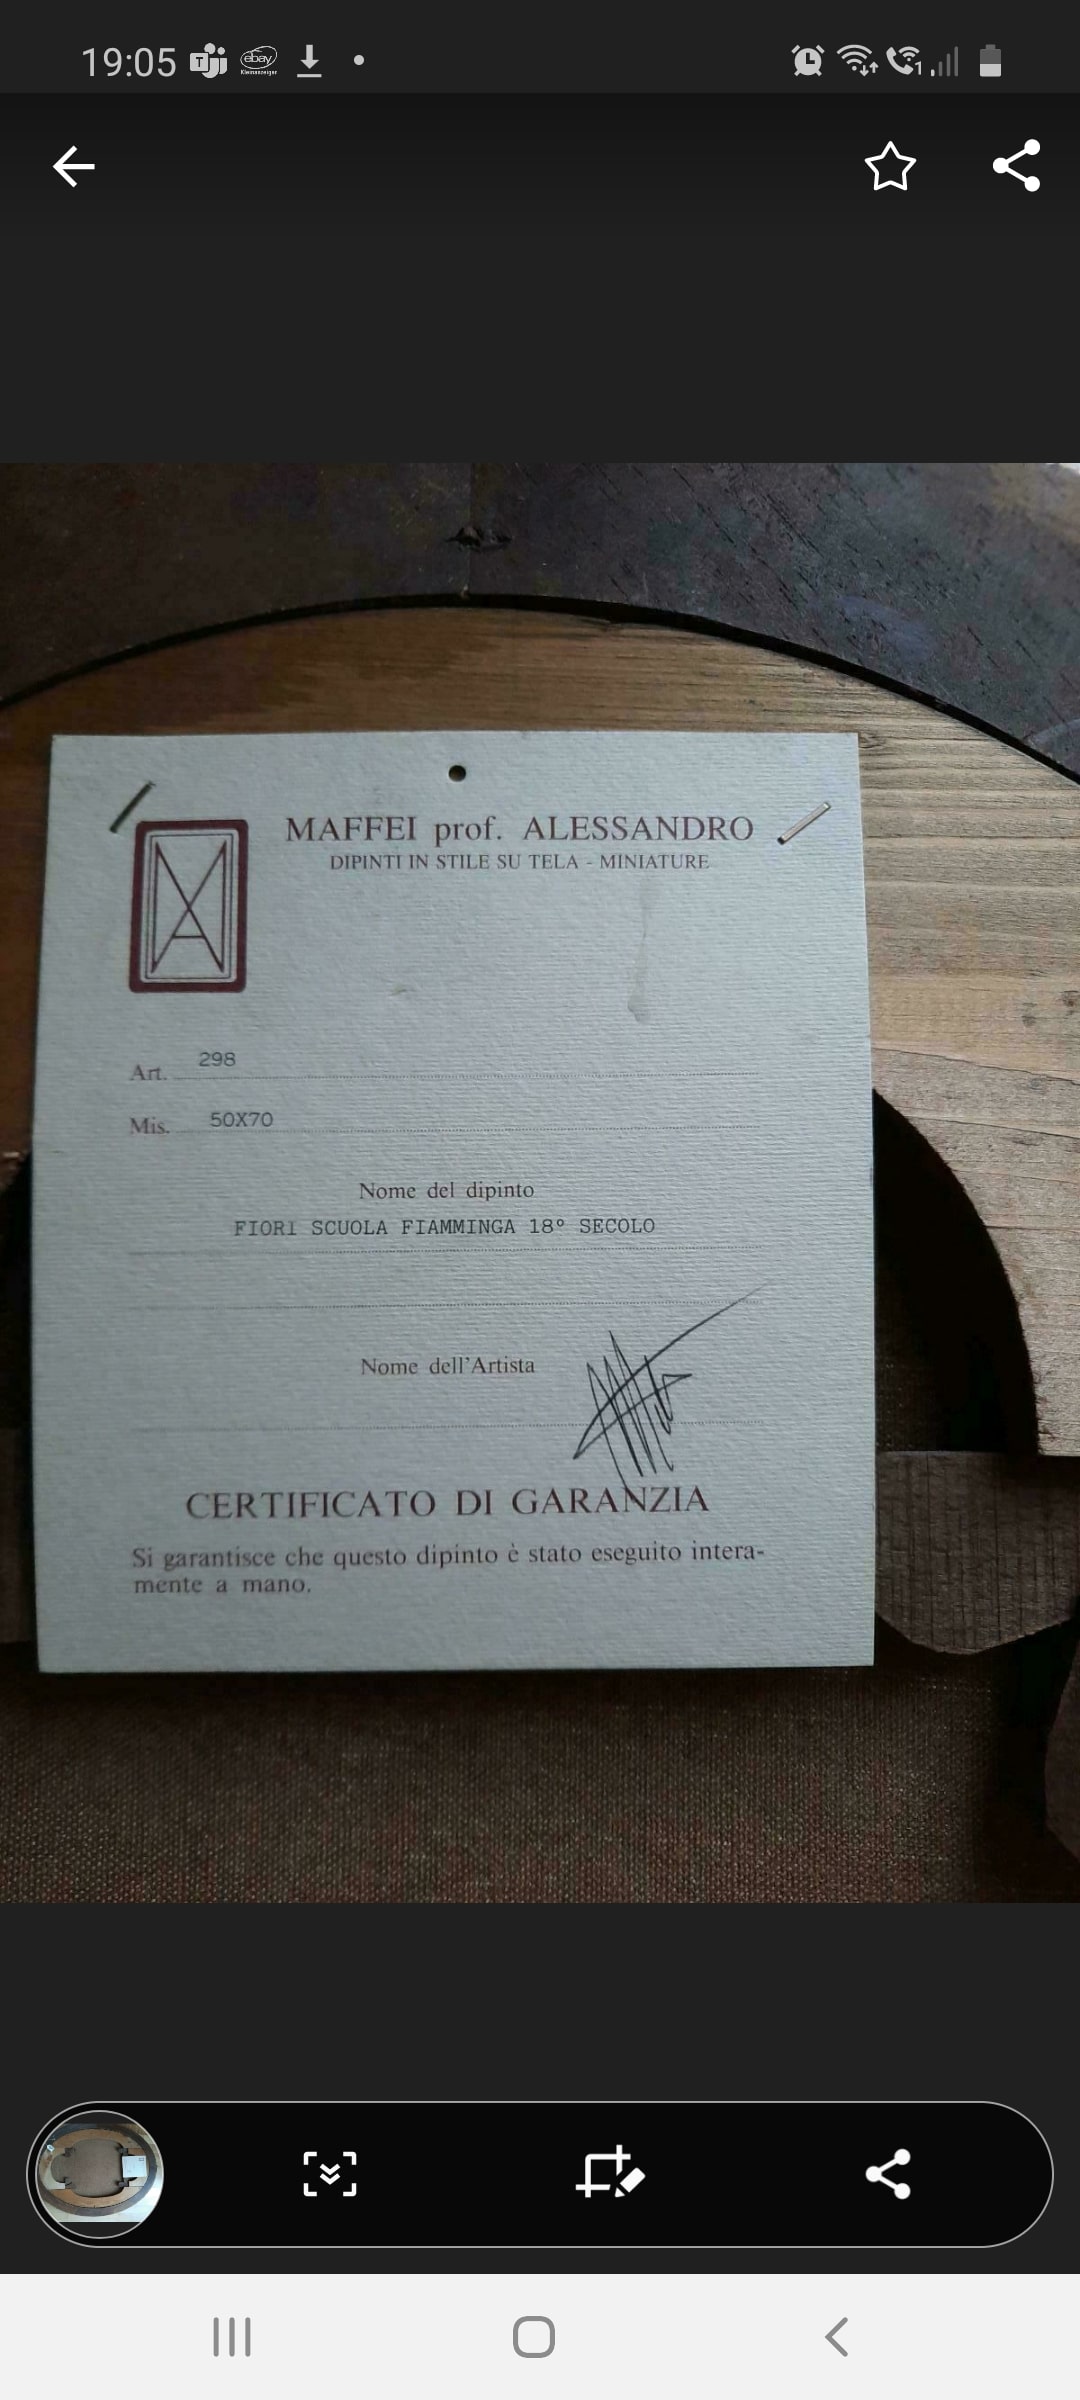 19:05
ebay
Kleinanzeigen
MAFFEI prof. ALESSANDRO
DIPINTI IN STILE SU TELA - MINIATURE
Art. 298
Mis. 50X70
Nome del dipinto
FIORI SCUOLA FIAMMINGA 18° SECOLO
Nome dell'Artista
CERTIFICATO DI GARANZIA
Si garantisce che questo dipinto è stato eseguito intera-
mente a mano.